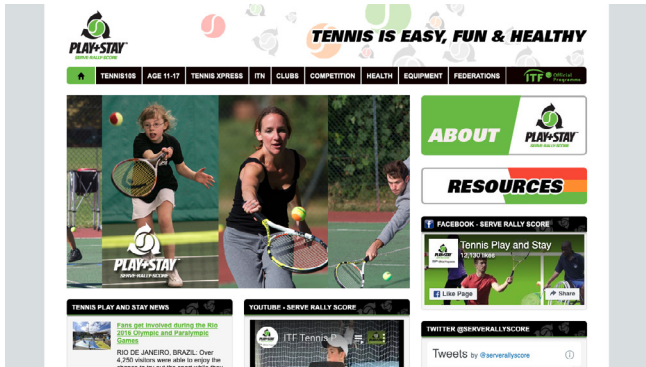 PLAY+STAY
SERVE-RALLY-SCORE
TENNIS IS EASY, FUN & HEALTHY
TENNIS10S
AGE 11-17
TENNIS XPRESS
ITN
CLUBS
COMPETITION
HEALTH
EQUIPMENT
FEDERATIONS
ITF Official
Programme
PLAY+STAY
SERVE-RALLY-SCORE
ABOUT
PLAY+STAY
SERVE-RALLY-SCORE
RESOURCES
FACEBOOK - SERVE RALLY SCORE
Tennis Play and Stay
12,130 likes
Like Page
Share
TENNIS PLAY AND STAY NEWS
Fans get involved during the Rio
2016 Olympic and Paralympic
Games
RIO DE JANEIRO, BRAZIL: Over
4,250 visitors were able to enjoy the
YOUTUBE - SERVE RALLY SCORE
ITF Tennis P
TWITTER @SERVERALLYSCORE
Tweets by @serverallyscore